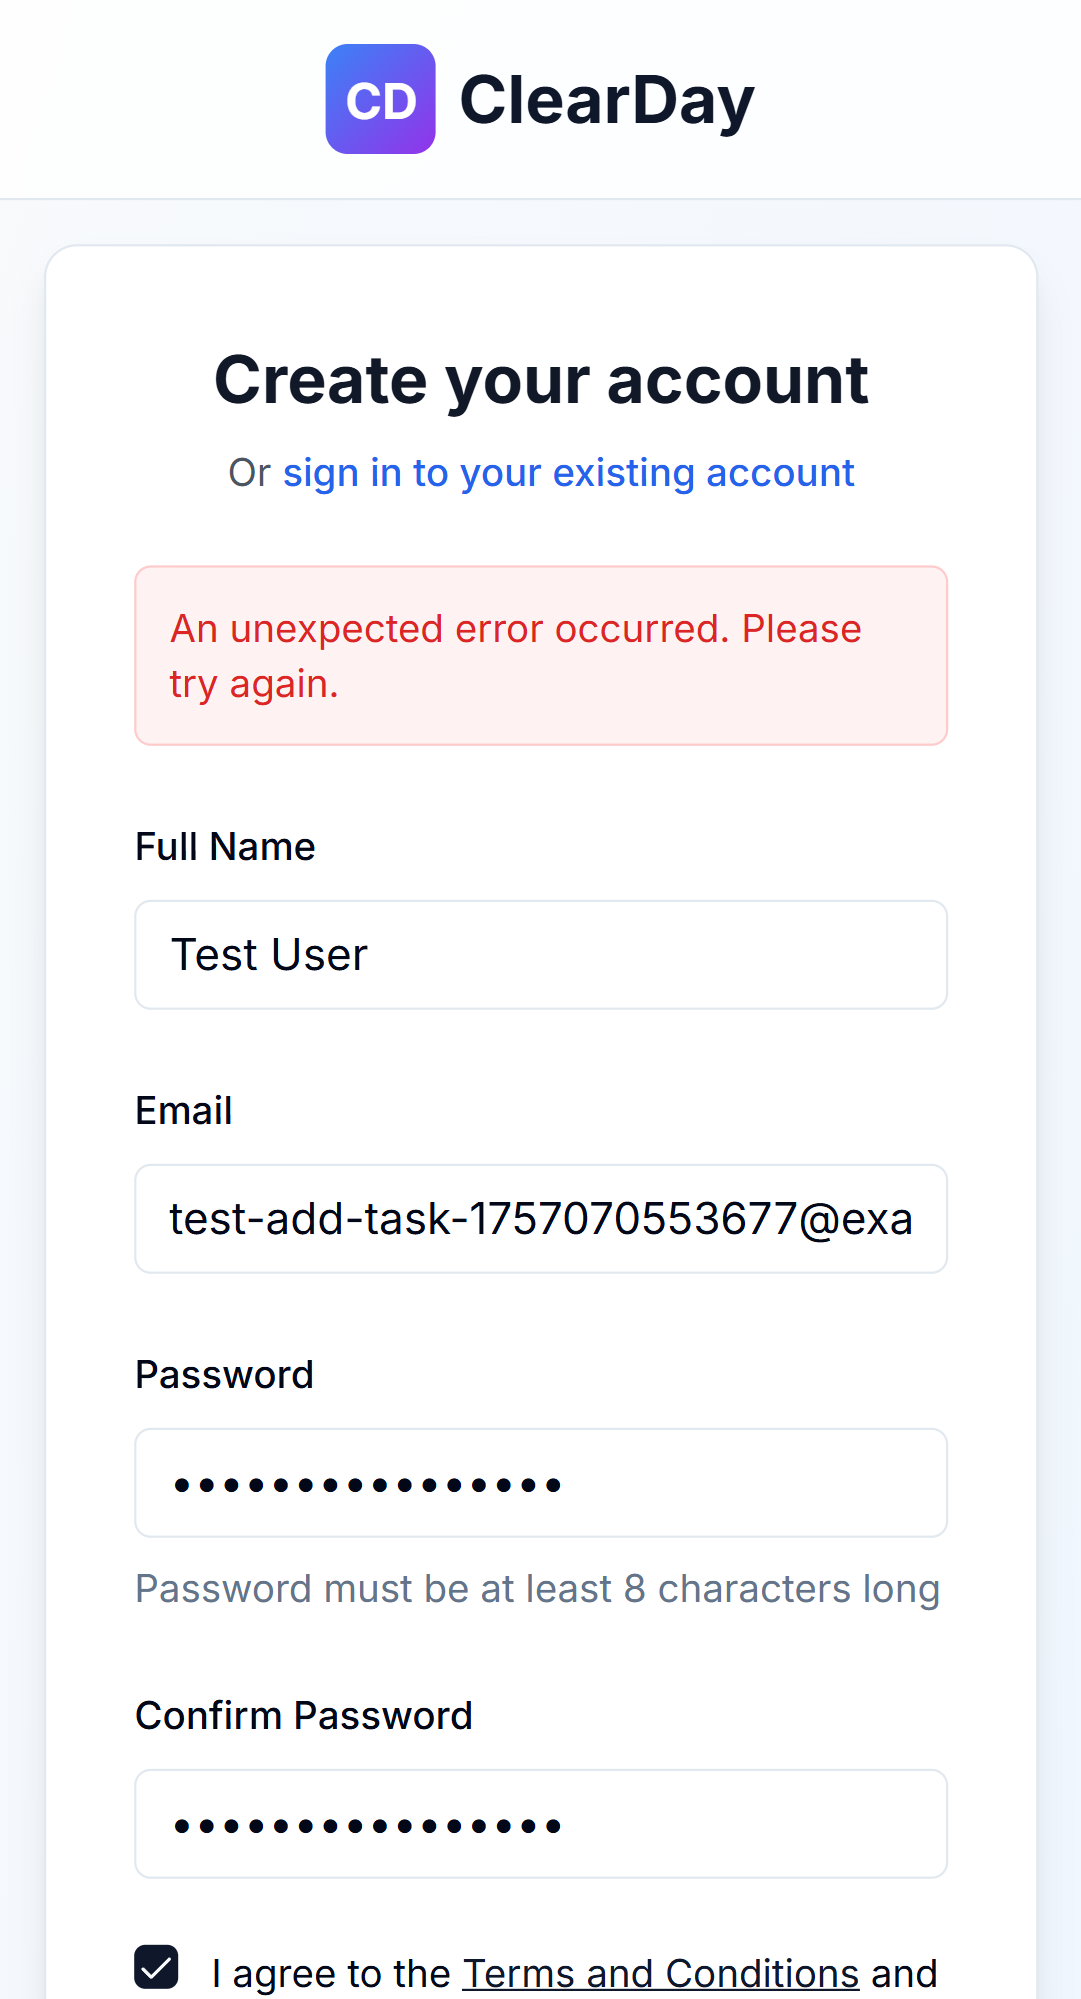 CD ClearDay
Create your account
Or sign in to your existing account
An unexpected error occurred. Please
try again.
Full Name
Test User
Email
test-add-task-1757070553677@exa
Password
••••••••••••••••
Password must be at least 8 characters long
Confirm Password
••••••••••••••••
I agree to the Terms and Conditions and